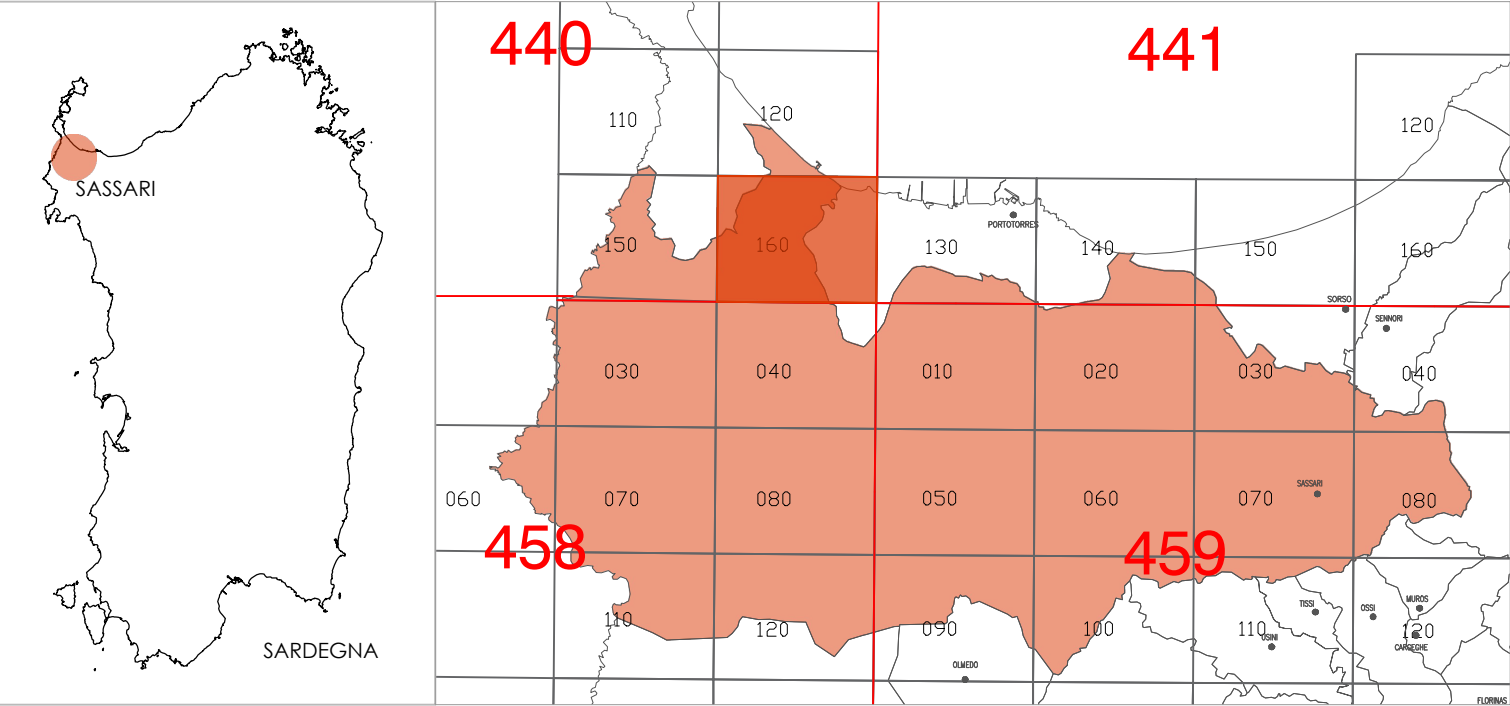 SASSARI
SARDEGNA
440
441
110
120
120
150
160
130
PORTOTORRES
140
150
160
SORSO
SENNORI
030
040
010
020
030
040
060
070
080
050
060
070
SASSARI
080
458
459
110
120
090
100
110
TISSI
OSSI
MUROS
120
USINI
CARGEGHE
OLMEDO
FLORINAS